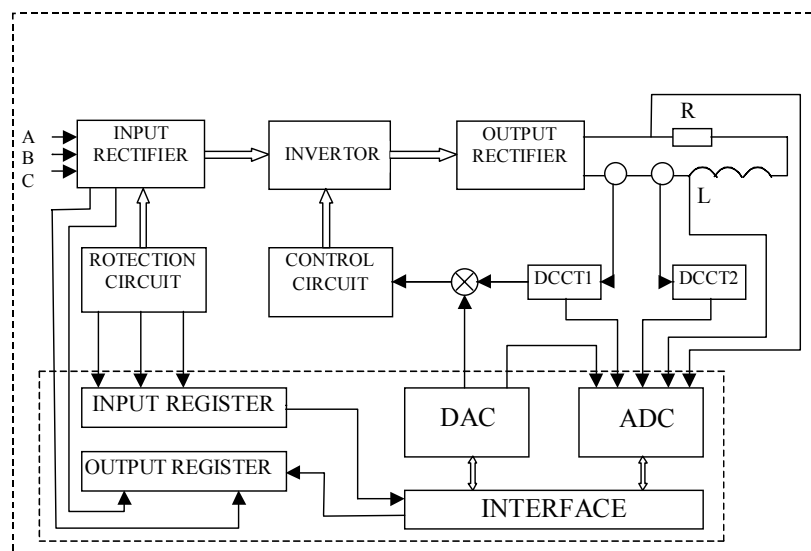 A
B
C
INPUT
RECTIFIER
INVERTOR
OUTPUT
RECTIFIER
R
L
ROTECTION
CIRCUIT
CONTROL
CIRCUIT
DCCT1
DCCT2
INPUT REGISTER
DAC
ADC
OUTPUT REGISTER
INTERFACE